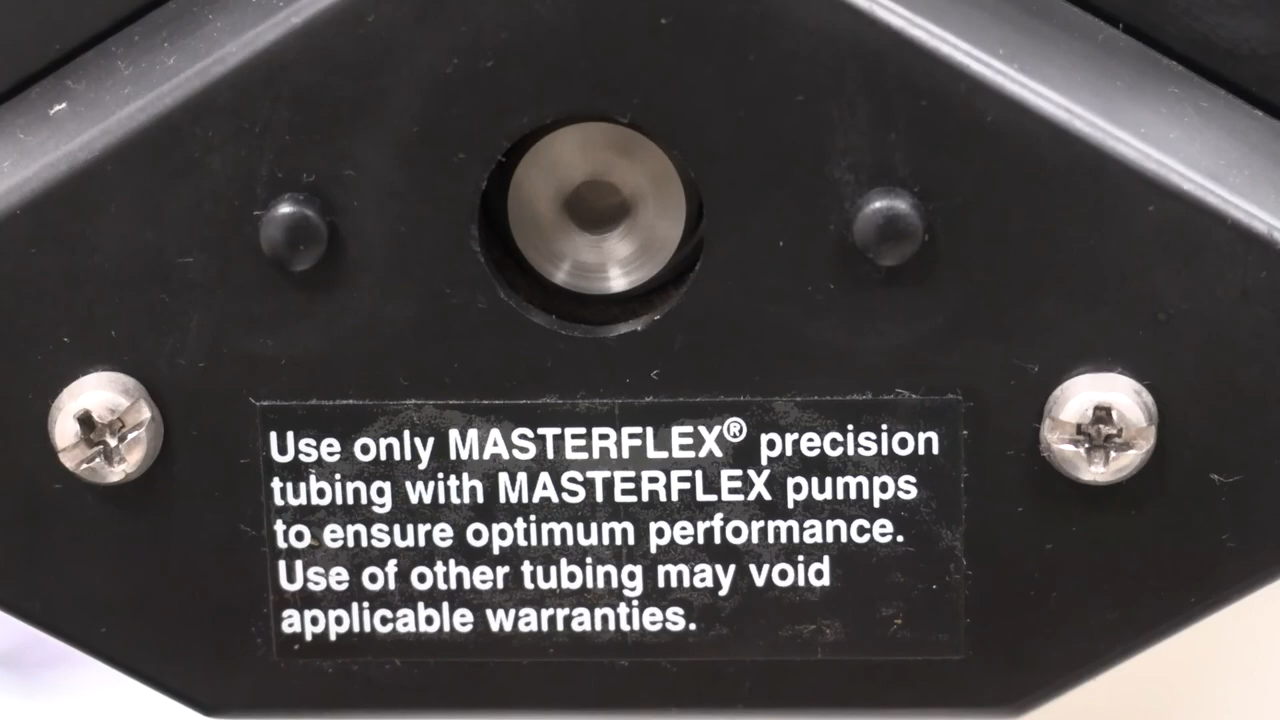 Use only MASTERFLEX® precision
tubing with MASTERFLEX pumps
to ensure optimum performance.
Use of other tubing may void
applicable warranties.